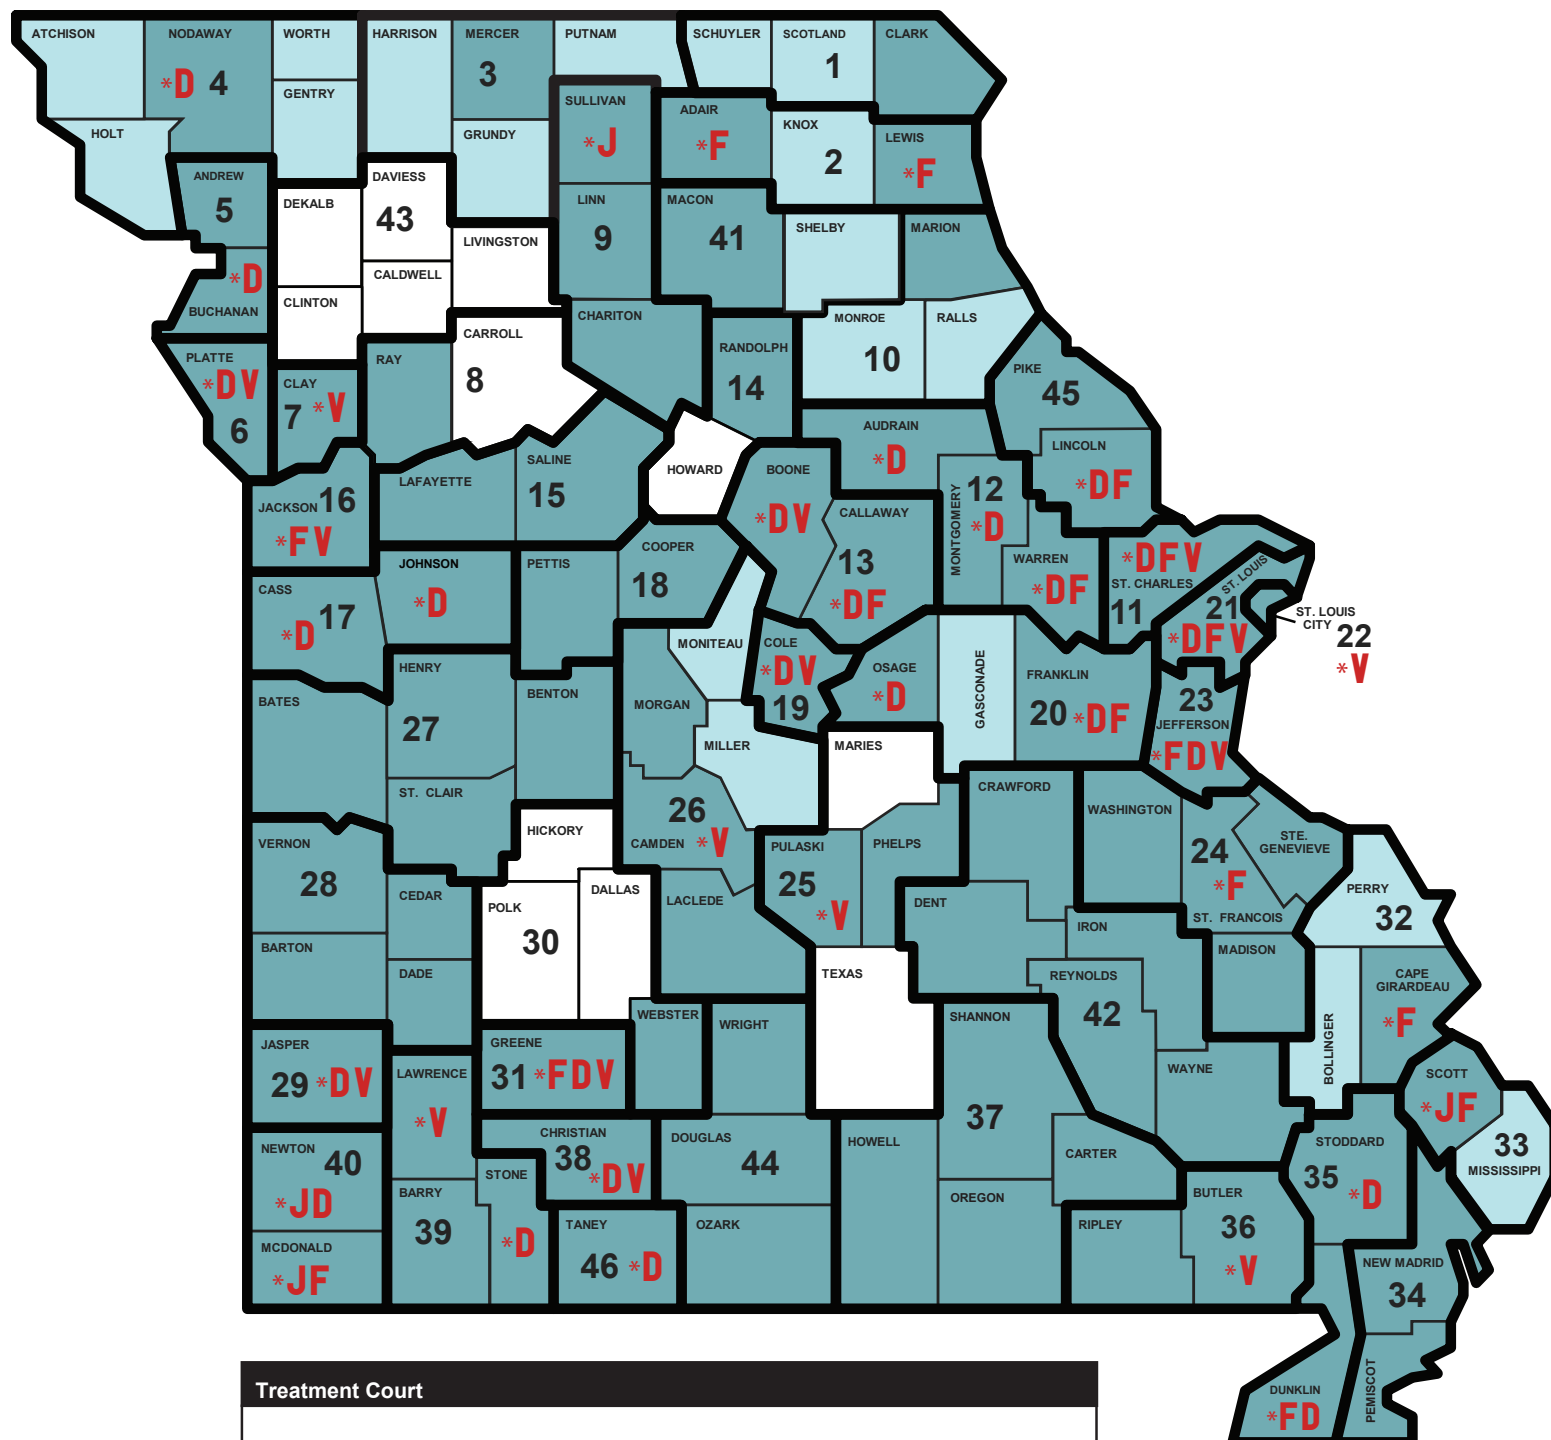 ATCHISON
NODAWAY
WORTH
HARRISON
MERCER
PUTNAM
SCHUYLER
SCOTLAND
CLARK
*D 4
3
1
GENTRY
SULLIVAN
ADAIR
KNOX
LEWIS
HOLT
GRUNDY
*J
*F
2
*F
ANDREW
DEKALB
DAVIESS
LINN
MACON
SHELBY
MARION
5
43
LIVINGSTON
9
41
*D
CALDWELL
BUCHANAN
CLINTON
CARROLL
CHARITON
MONROE
RALLS
PLATTE
RAY
8
RANDOLPH
10
PIKE
*DV
CLAY
14
45
6
7 *V
AUDRAIN
LINCOLN
SALINE
HOWARD
BOONE
*D
*DF
LAFAYETTE
15
MONTGOMERY
12
JACKSON 16
*DV
CALLAWAY
*D
*FV
JOHNSON
PETTIS
COOPER
13
WARREN
*DFV
ST. CHARLES
ST. LOUIS
CASS
*D
18
*DF
*DF
11
21
ST. LOUIS
CITY
17
*D
MONITEAU
COLE
*DFV
22
*V
HENRY
*DV
OSAGE
GASCONADE
FRANKLIN
BATES
BENTON
MORGAN
19
*D
20 *DF
23
27
MILLER
MARIES
JEFFERSON
*FDV
ST. CLAIR
CRAWFORD
WASHINGTON
HICKORY
26
STE.
GENEVIEVE
VERNON
CAMDEN *V
PULASKI
PHELPS
24
28
DALLAS
25
*F
PERRY
CEDAR
POLK
LACLEDE
*V
DENT
ST. FRANCOIS
32
BARTON
30
IRON
MADISON
DADE
TEXAS
REYNOLDS
CAPE
GIRARDEAU
WEBSTER
WRIGHT
SHANNON
42
BOLLINGER
*F
JASPER
GREENE
29 *DV
LAWRENCE
31 *FDV
WAYNE
SCOTT
*V
37
*JF
NEWTON
CHRISTIAN
DOUGLAS
HOWELL
CARTER
STODDARD
33
40
38
44
35
MISSISSIPPI
*JD
BARRY
STONE
*DV
OREGON
BUTLER
*D
39
TANEY
OZARK
RIPLEY
36
MCDONALD
*D
46 *D
*V
NEW MADRID
*JF
34
Treatment Court
DUNKLIN
PEMISCOT
*FD